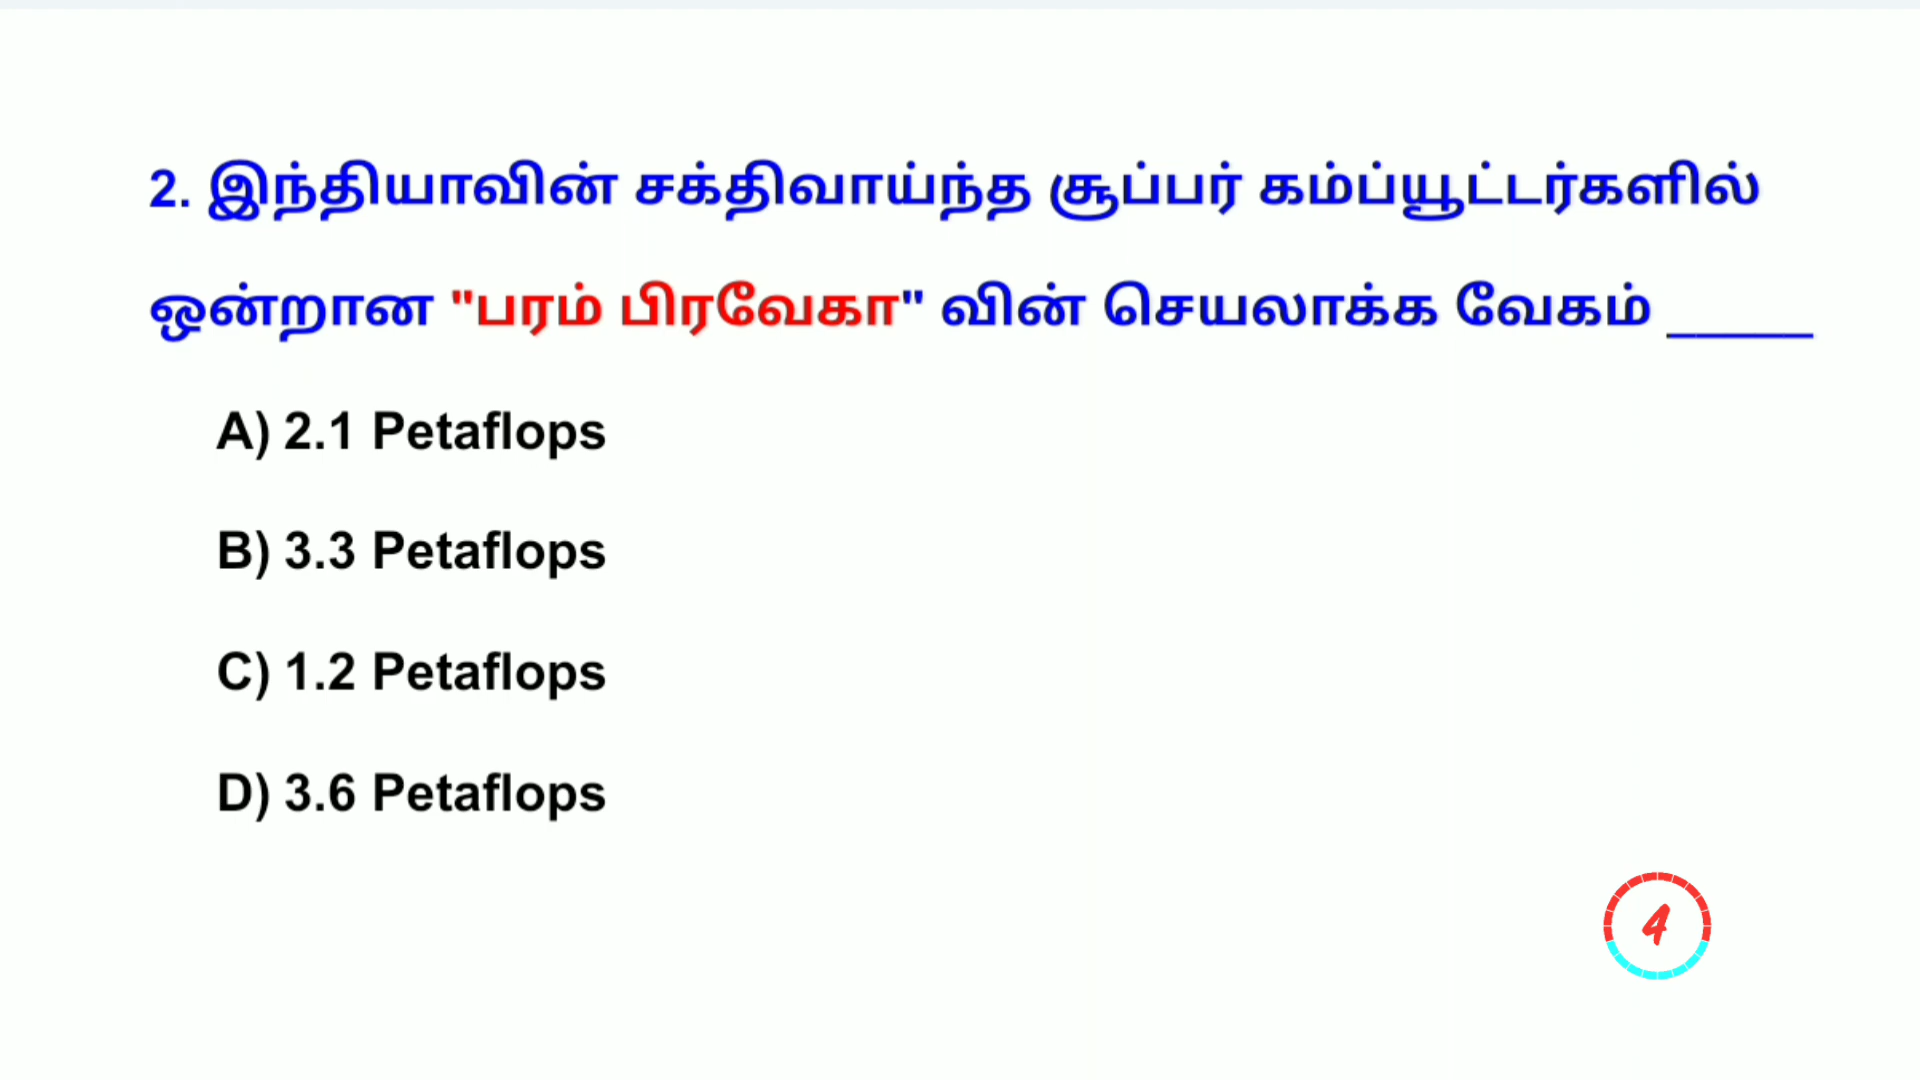 2. இந்தியாவின் சக்திவாய்ந்த சூப்பர் கம்ப்யூட்டர்களில்
ஒன்றான "பரம் பிரவேகா" வின் செயலாக்க வேகம் _____
A) 2.1 Petaflops
B) 3.3 Petaflops
C) 1.2 Petaflops
D) 3.6 Petaflops
4